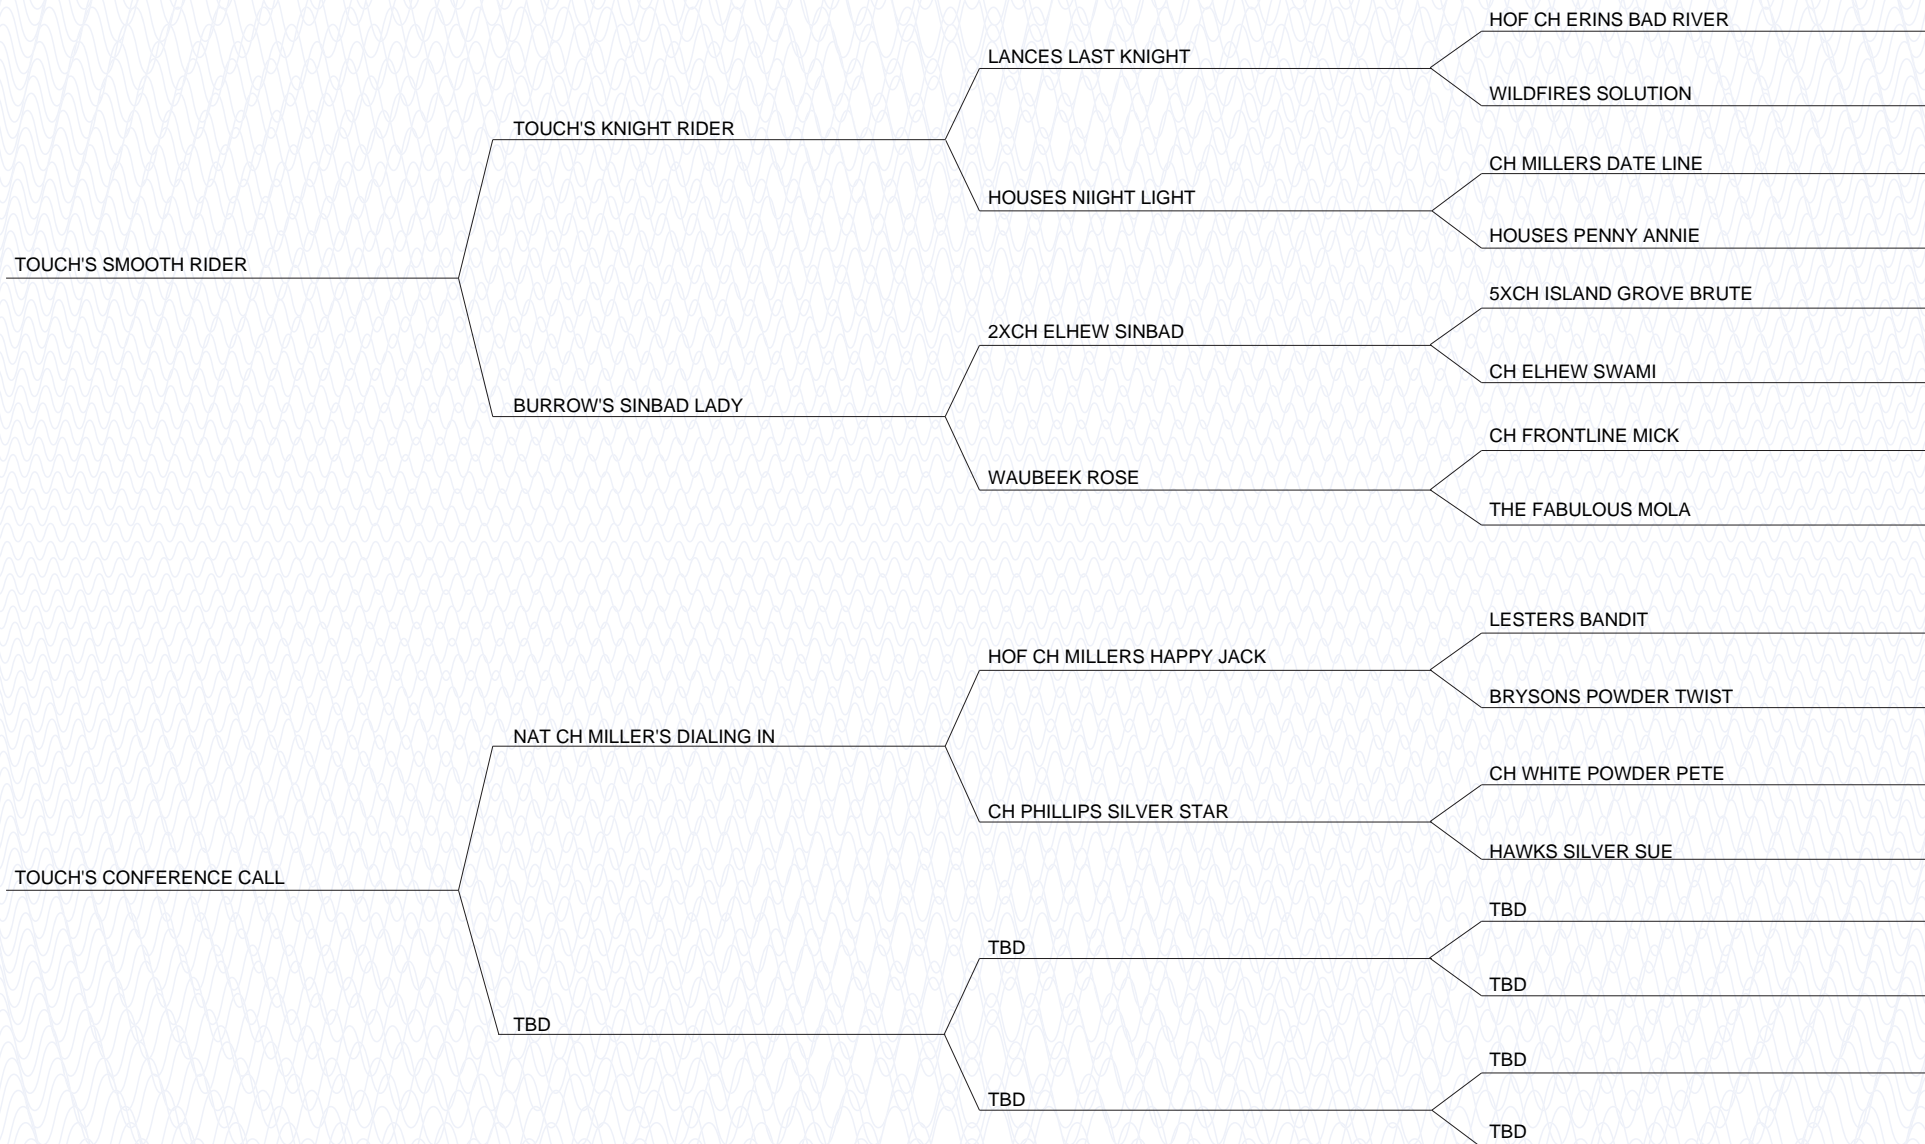 HOF CH ERINS BAD RIVER
LANCES LAST KNIGHT
WILDFIRES SOLUTION
TOUCH'S KNIGHT RIDER
CH MILLERS DATE LINE
HOUSES NIIGHT LIGHT
HOUSES PENNY ANNIE
TOUCH'S SMOOTH RIDER
5XCH ISLAND GROVE BRUTE
2XCH ELHEW SINBAD
CH ELHEW SWAMI
BURROW'S SINBAD LADY
CH FRONTLINE MICK
WAUBEEK ROSE
THE FABULOUS MOLA
LESTERS BANDIT
HOF CH MILLERS HAPPY JACK
BRYSONS POWDER TWIST
NAT CH MILLER'S DIALING IN
CH WHITE POWDER PETE
CH PHILLIPS SILVER STAR
HAWKS SILVER SUE
TOUCH'S CONFERENCE CALL
TBD
TBD
TBD
TBD
TBD
TBD
TBD